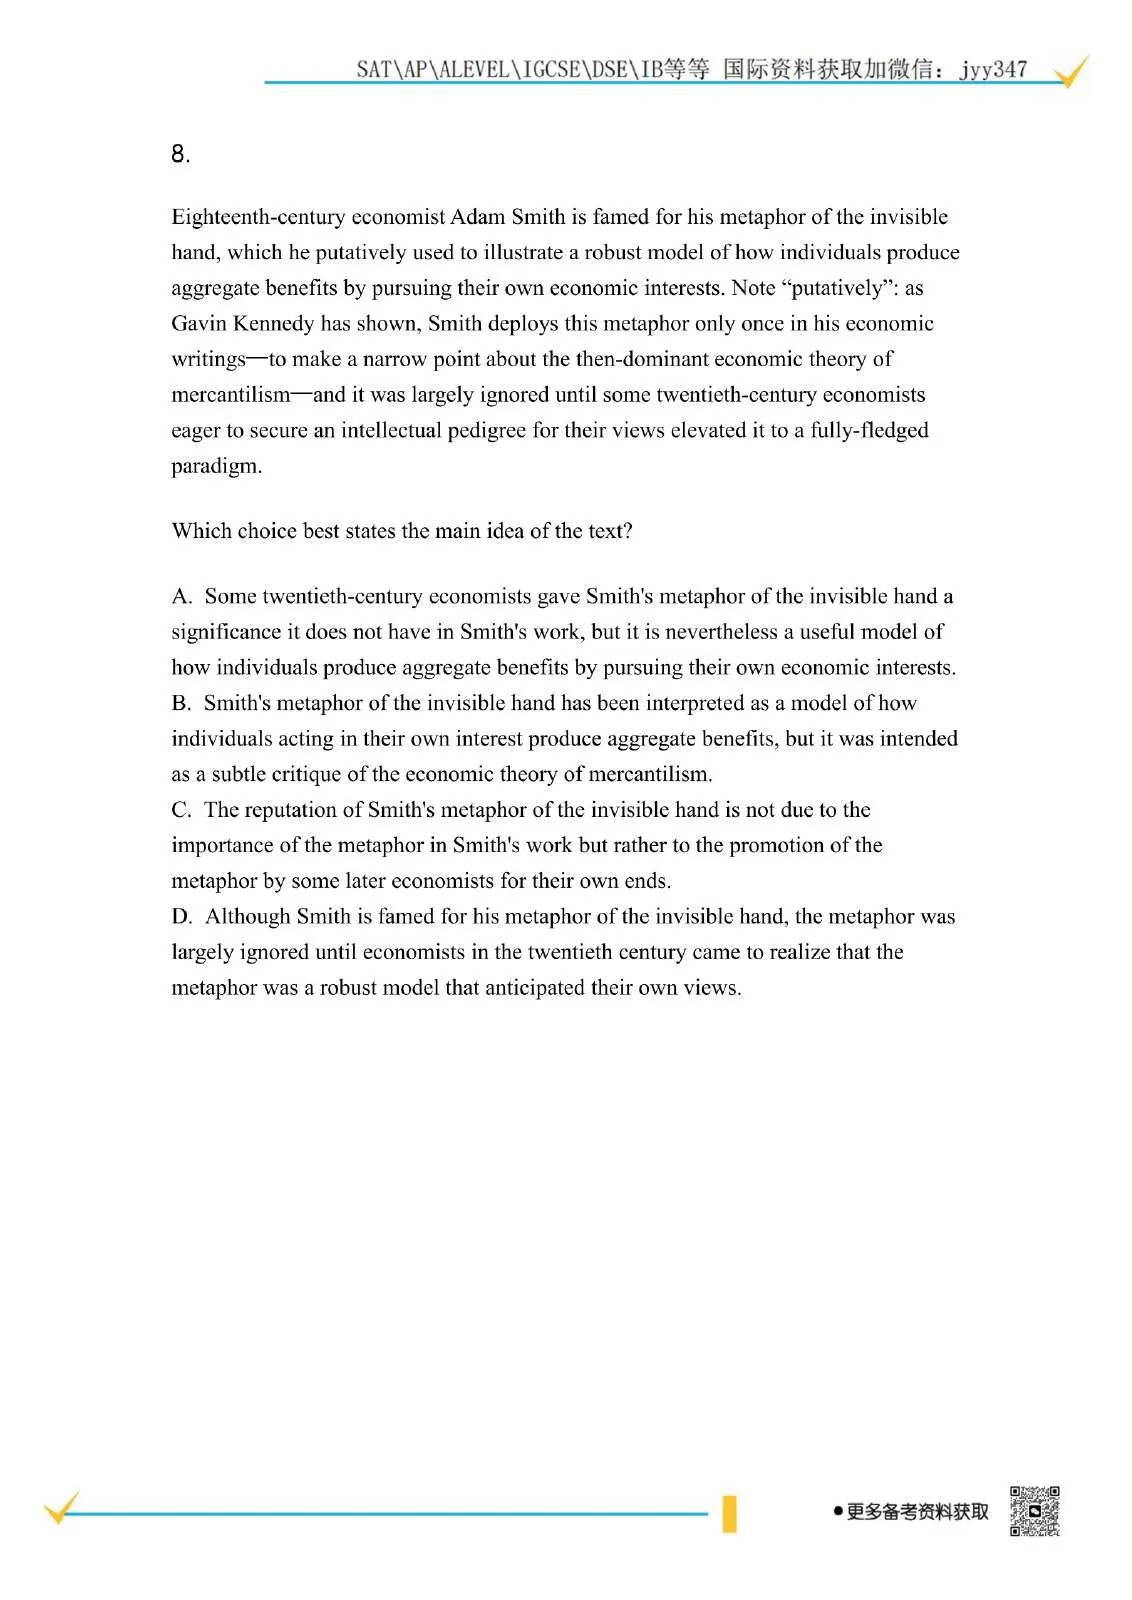 SAT\AP\ALEVEL\IGCSE\DSE\IB等等 国际资料获取加微信：jyy347
8.
Eighteenth-century economist Adam Smith is famed for his metaphor of the invisible
hand, which he putatively used to illustrate a robust model of how individuals produce
aggregate benefits by pursuing their own economic interests. Note “putatively”: as
Gavin Kennedy has shown, Smith deploys this metaphor only once in his economic
writings—to make a narrow point about the then-dominant economic theory of
mercantilism—and it was largely ignored until some twentieth-century economists
eager to secure an intellectual pedigree for their views elevated it to a fully-fledged
paradigm.
Which choice best states the main idea of the text?
A. Some twentieth-century economists gave Smith's metaphor of the invisible hand a
significance it does not have in Smith's work, but it is nevertheless a useful model of
how individuals produce aggregate benefits by pursuing their own economic interests.
B. Smith's metaphor of the invisible hand has been interpreted as a model of how
individuals acting in their own interest produce aggregate benefits, but it was intended
as a subtle critique of the economic theory of mercantilism.
C. The reputation of Smith's metaphor of the invisible hand is not due to the
importance of the metaphor in Smith's work but rather to the promotion of the
metaphor by some later economists for their own ends.
D. Although Smith is famed for his metaphor of the invisible hand, the metaphor was
largely ignored until economists in the twentieth century came to realize that the
metaphor was a robust model that anticipated their own views.
●更多备考资料获取